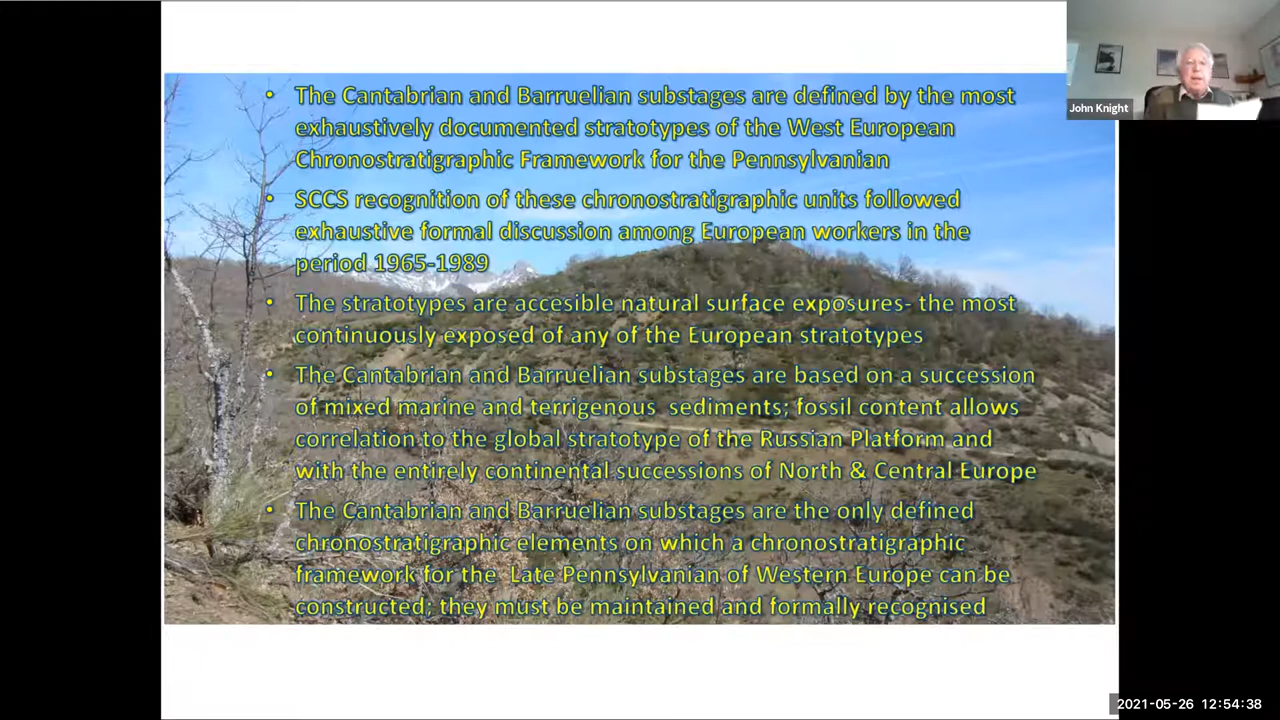 • The Cantabrian and Barruelian substages are defined by the most
exhaustively documented stratotypes of the West European
Chronostratigraphic Framework for the Pennsylvanian
• SCCS recognition of these chronostratigraphic units followed
exhaustive formal discussion among European workers in the
period 1965-1989
• The stratotypes are accesible natural surface exposures- the most
continuously exposed of any of the European stratotypes
• The Cantabrian and Barruelian substages are based on a succession
of mixed marine and terrigenous sediments; fossil content allows
correlation to the global stratotype of the Russian Platform and
with the entirely continental successions of North & Central Europe
• The Cantabrian and Barruelian substages are the only defined
chronostratigraphic elements on which a chronostratigraphic
framework for the Late Pennsylvanian of Western Europe can be
constructed; they must be maintained and formally recognised
John Knight
2021-05-26 12:54:38